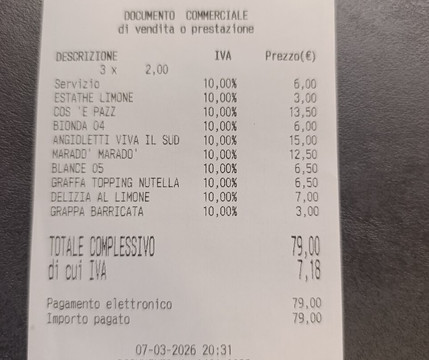 DOCUMENTO COMMERCIALE
di vendita o prestazione
DESCRIZIONE IVA Prezzo(€)
3 x 2,00
Servizio 10,00% 6,00
ESTATHE LIMONE 10,00% 3,00
COS 'E PAZZ 10,00% 13,50
BIONDA 04 10,00% 6,00
ANGIOLETTI VIVA IL SUD 10,00% 15,00
MARADO' MARADO' 10,00% 12,50
BLANCE 05 10,00% 6,50
GRAFFA TOPPING NUTELLA 10,00% 6,50
DELIZIA AL LIMONE 10,00% 7,00
GRAPPA BARRICATA 10,00% 3,00
TOTALE COMPLESSIVO 79,00
di cui IVA 7,18
Pagamento elettronico 79,00
Importo pagato 79,00
07-03-2026 20:31